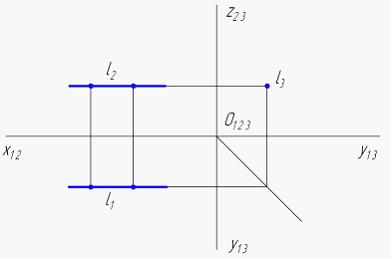 z₂₃
l₂
l₃
O₁₂₃
x₁₂
y₁₃
l₁
y₁₃